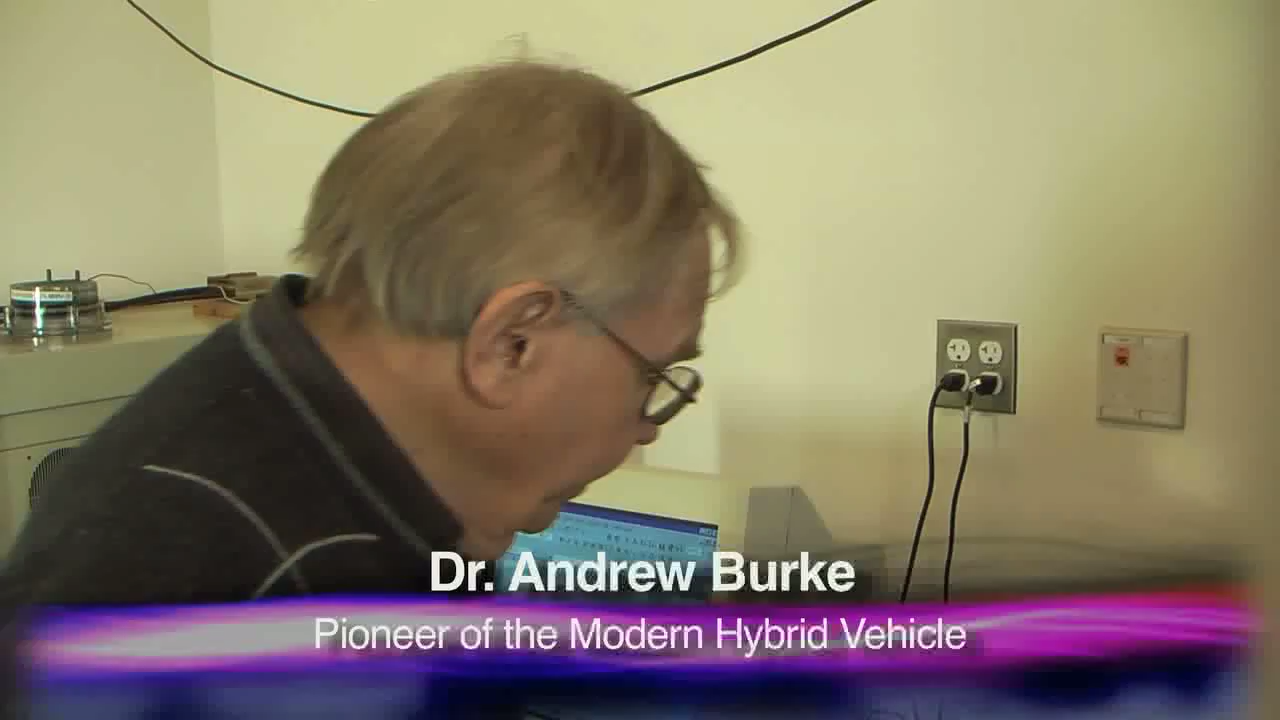 Dr. Andrew Burke
Pioneer of the Modern Hybrid Vehicle